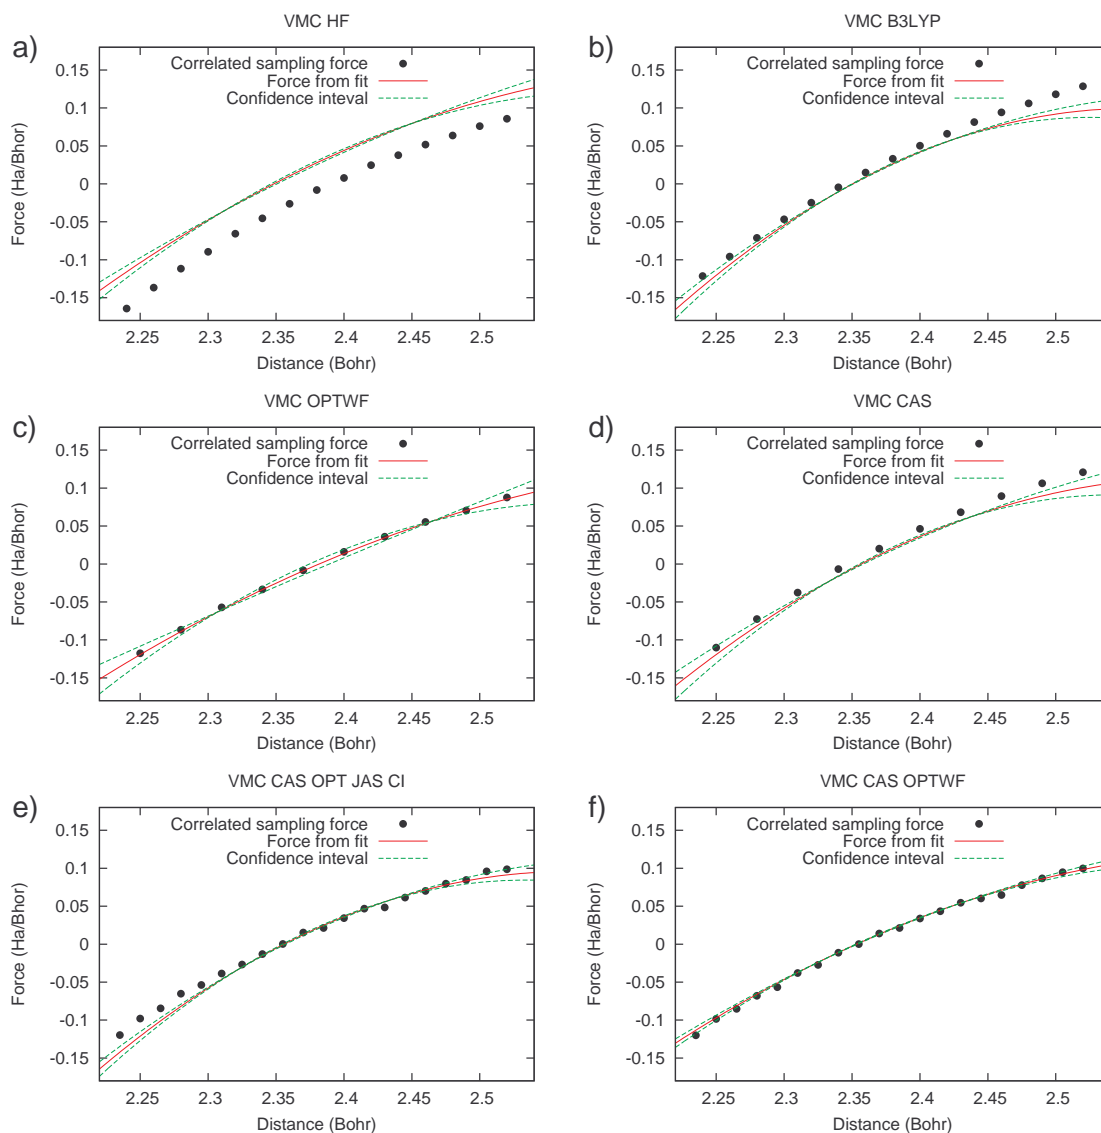 VMC HF
a)
Correlated sampling force
Force from fit
Confidence inteval
0.15
0.1
0.05
0
-0.05
-0.1
-0.15
Force (Ha/Bhor)
2.25 2.3 2.35 2.4 2.45 2.5
Distance (Bohr)
VMC B3LYP
b)
Correlated sampling force
Force from fit
Confidence inteval
0.15
0.1
0.05
0
-0.05
-0.1
-0.15
Force (Ha/Bhor)
2.25 2.3 2.35 2.4 2.45 2.5
Distance (Bohr)
VMC OPTWF
c)
Correlated sampling force
Force from fit
Confidence inteval
0.15
0.1
0.05
0
-0.05
-0.1
-0.15
Force (Ha/Bhor)
2.25 2.3 2.35 2.4 2.45 2.5
Distance (Bohr)
VMC CAS
d)
Correlated sampling force
Force from fit
Confidence inteval
0.15
0.1
0.05
0
-0.05
-0.1
-0.15
Force (Ha/Bhor)
2.25 2.3 2.35 2.4 2.45 2.5
Distance (Bohr)
VMC CAS OPT JAS CI
e)
Correlated sampling force
Force from fit
Confidence inteval
0.15
0.1
0.05
0
-0.05
-0.1
-0.15
Force (Ha/Bhor)
2.25 2.3 2.35 2.4 2.45 2.5
Distance (Bohr)
VMC CAS OPTWF
f)
Correlated sampling force
Force from fit
Confidence inteval
0.15
0.1
0.05
0
-0.05
-0.1
-0.15
Force (Ha/Bhor)
2.25 2.3 2.35 2.4 2.45 2.5
Distance (Bohr)